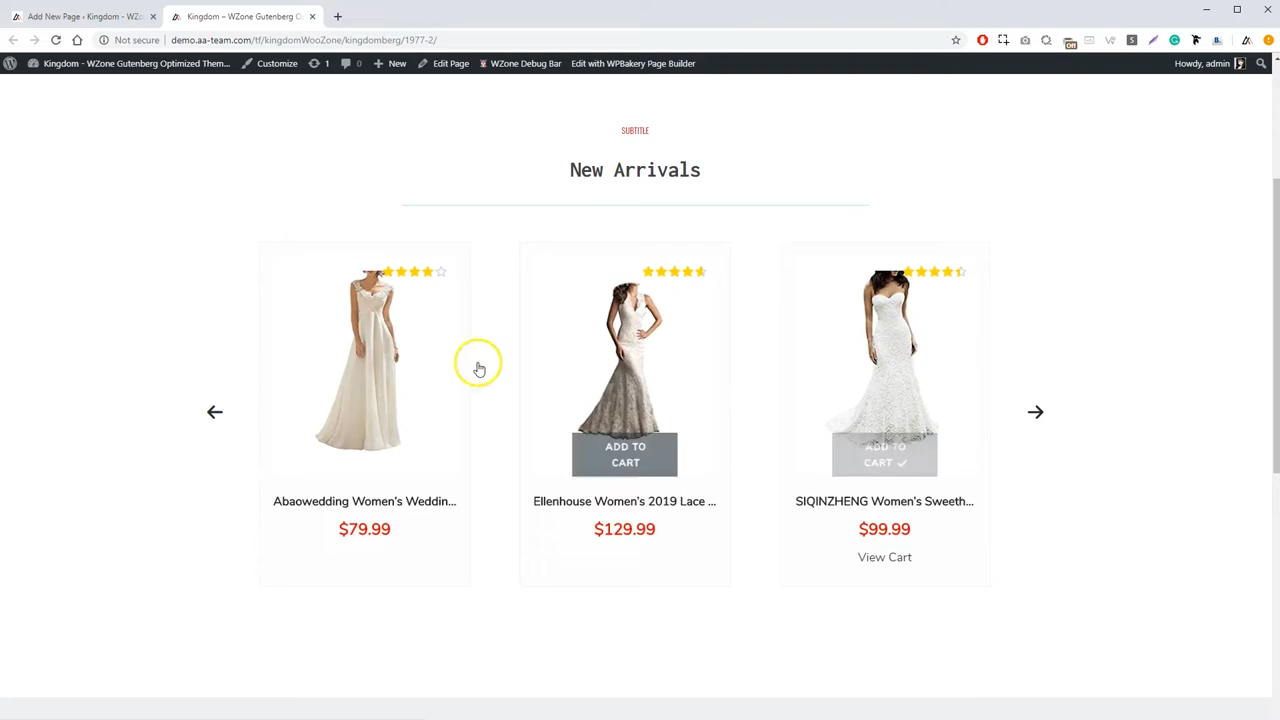 Add New Page ‹ Kingdom - WZ
Kingdom – WZone Gutenberg O
Not secure
demo.aa-team.com/tf/kingdomWooZone/kingdomberg/1977-2/
Off
Kingdom - WZone Gutenberg Optimized Them...
Customize
1
0
New
Edit Page
WZone Debug Bar
Edit with WPBakery Page Builder
Howdy, admin
SUBTITLE
New Arrivals
ADD TO
CART
ADD TO
CART
Abaowedding Women's Weddin...
Ellenhouse Women's 2019 Lace ...
SIQINZHENG Women's Sweeth...
$79.99
$129.99
$99.99
View Cart